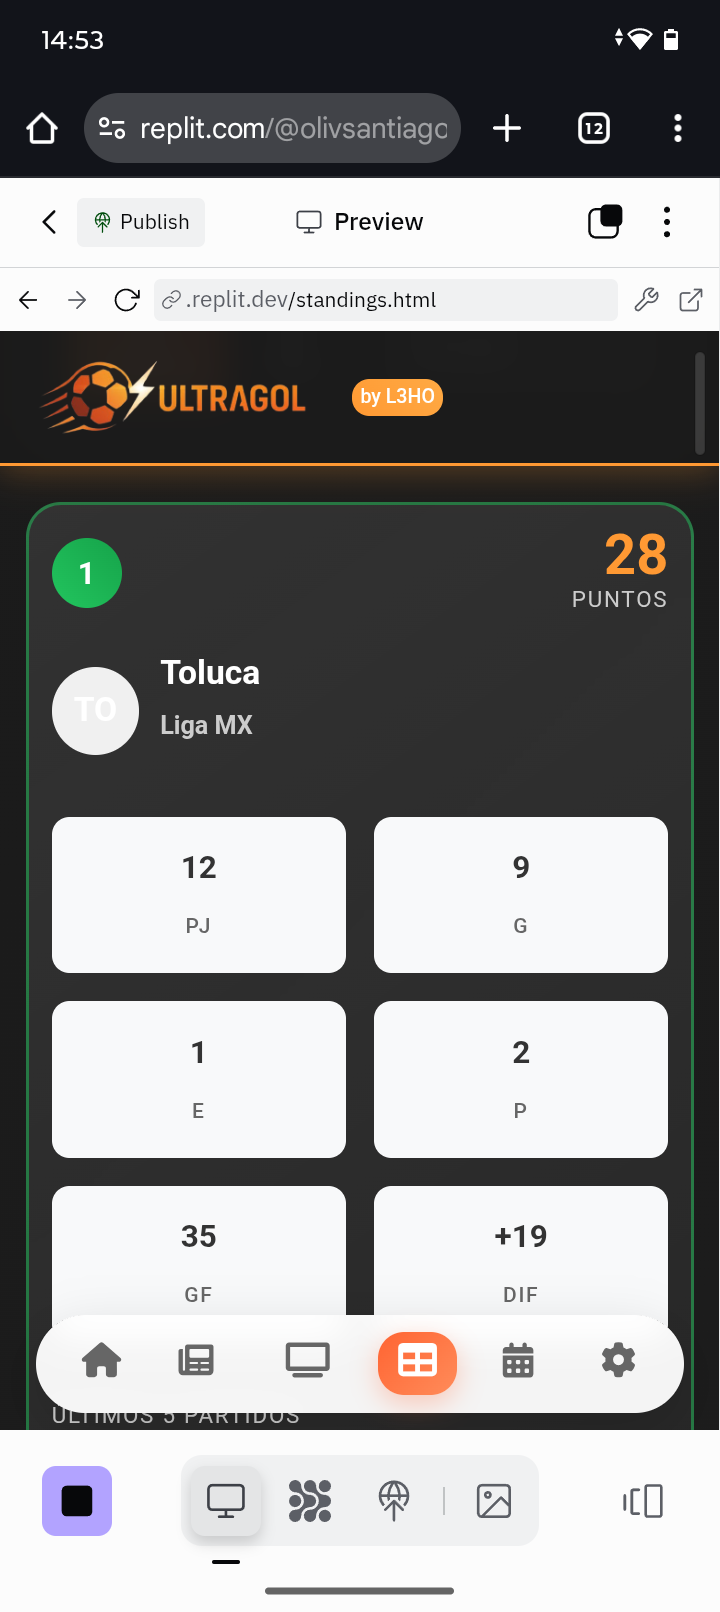 14:53
replit.com/@olivsantiago
12
Publish
Preview
.replit.dev/standings.html
ULTRAGOL
by L3HO
1
28
PUNTOS
TO
Toluca
Liga MX
12
9
PJ
G
1
2
E
P
35
+19
GF
DIF
ÚLTIMOS 5 PARTIDOS